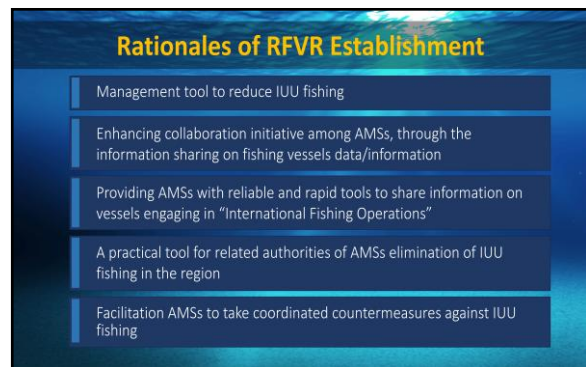 Rationales of RFVR Establishment
Management tool to reduce IUU fishing
Enhancing collaboration initiative among AMSs, through the
information sharing on fishing vessels data/information
Providing AMSs with reliable and rapid tools to share information on
vessels engaging in “International Fishing Operations”
A practical tool for related authorities of AMSs elimination of IUU
fishing in the region
Facilitation AMSs to take coordinated countermeasures against IUU
fishing